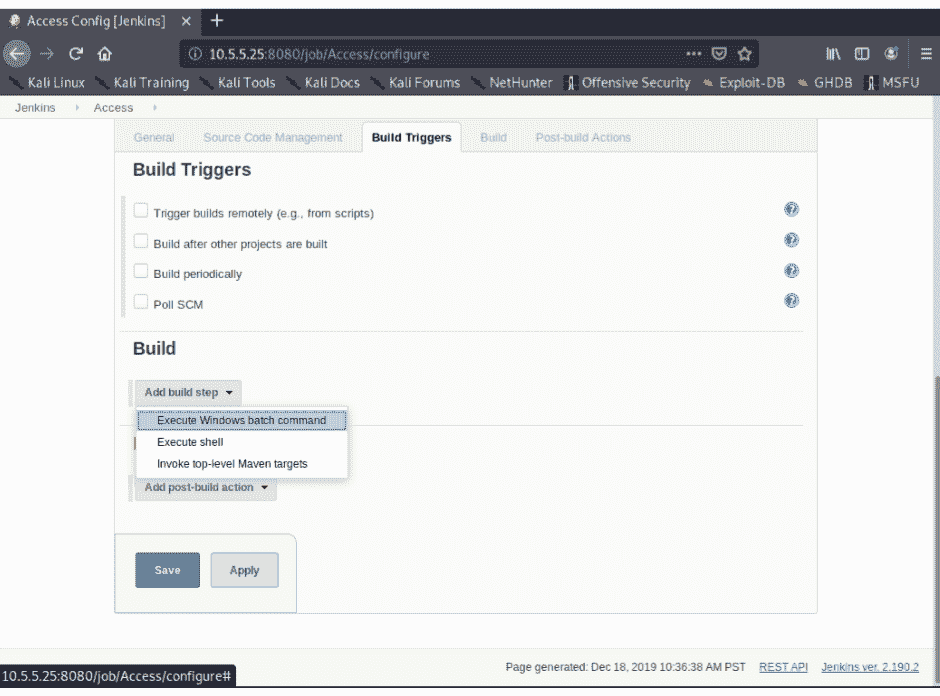 Access Config [Jenkins]
10.5.5.25:8080/job/Access/configure
Kali Linux Kali Training Kali Tools Kali Docs Kali Forums NetHunter Offensive Security Exploit-DB GHDB MSFU
Jenkins Access
General Source Code Management Build Triggers Build Post-build Actions
Build Triggers
Trigger builds remotely (e.g., from scripts)
Build after other projects are built
Build periodically
Poll SCM
Build
Add build step
Execute Windows batch command
Execute shell
Invoke top-level Maven targets
Add post-build action
Save Apply
Page generated: Dec 18, 2019 10:36:38 AM PST REST API Jenkins ver. 2.190.2
10.5.5.25:8080/job/Access/configure#